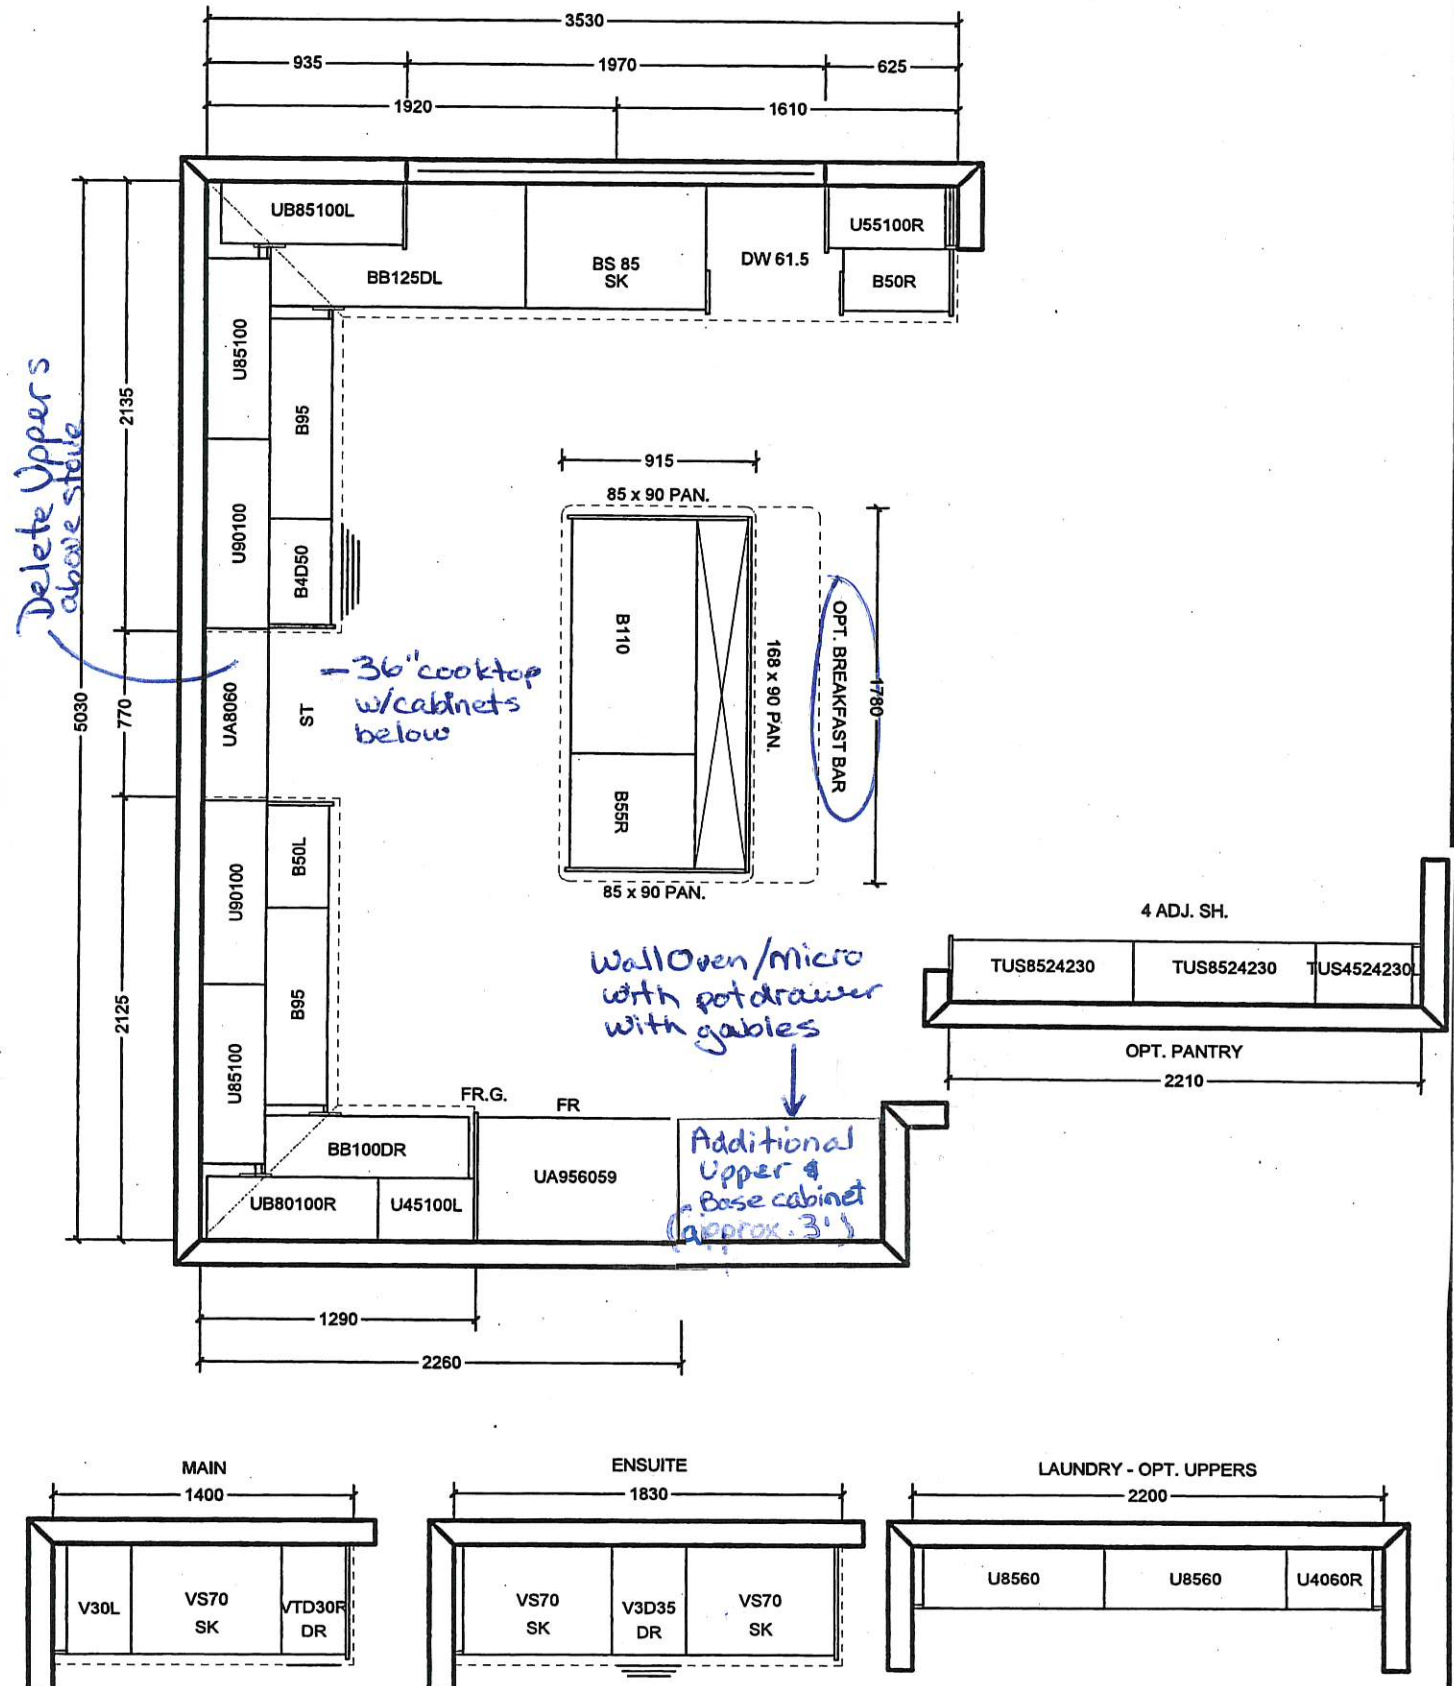 3530
935
1970
625
1920
1610
UB85100L
U55100R
BB125DL
BS 85
SK
DW 61.5
B50R
U85100
B95
2135
Delete Uppers
above stove
915
85 x 90 PAN.
U90100
B4D50
B110
OPT. BREAKFAST BAR
168 x 90 PAN.
1780
5030
770
UA8060
ST
- 36" cooktop
w/cabinets
below
B55R
85 x 90 PAN.
U90100
B50L
4 ADJ. SH.
TUS8524230
TUS8524230
TUS4524230L
OPT. PANTRY
2210
Wall Oven/Micro
with potdrawer
with gables
2125
B95
U85100
FR.G.
FR
BB100DR
UA956059
UB80100R
U45100L
Additional
Upper &
Base cabinet
(approx. 3')
1290
2260
MAIN
1400
V30L
VS70
SK
VTD30R
DR
ENSUITE
1830
VS70
SK
V3D35
DR
VS70
SK
LAUNDRY - OPT. UPPERS
2200
U8560
U8560
U4060R